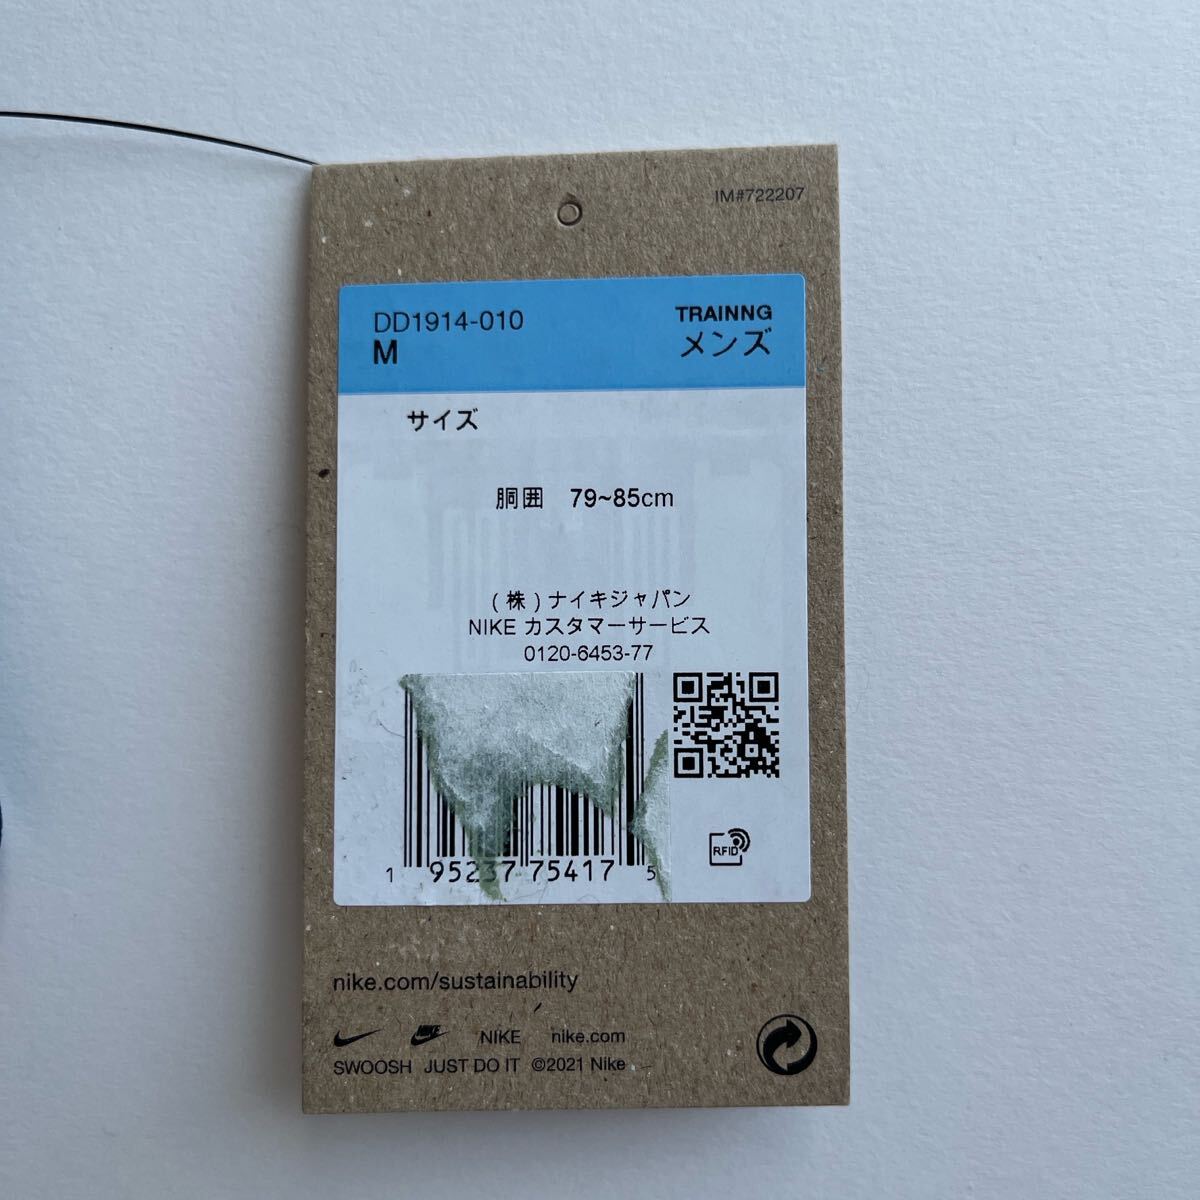 IM#722207
DD1914-010
M
TRAINNG
メンズ
サイズ
胴囲 79~85cm
(株)ナイキジャパン
NIKE カスタマーサービス
0120-6453-77
RFID
1 95237 75417 5
nike.com/sustainability
NIKE NIKE nike.com
SWOOSH JUST DO IT ©2021 Nike